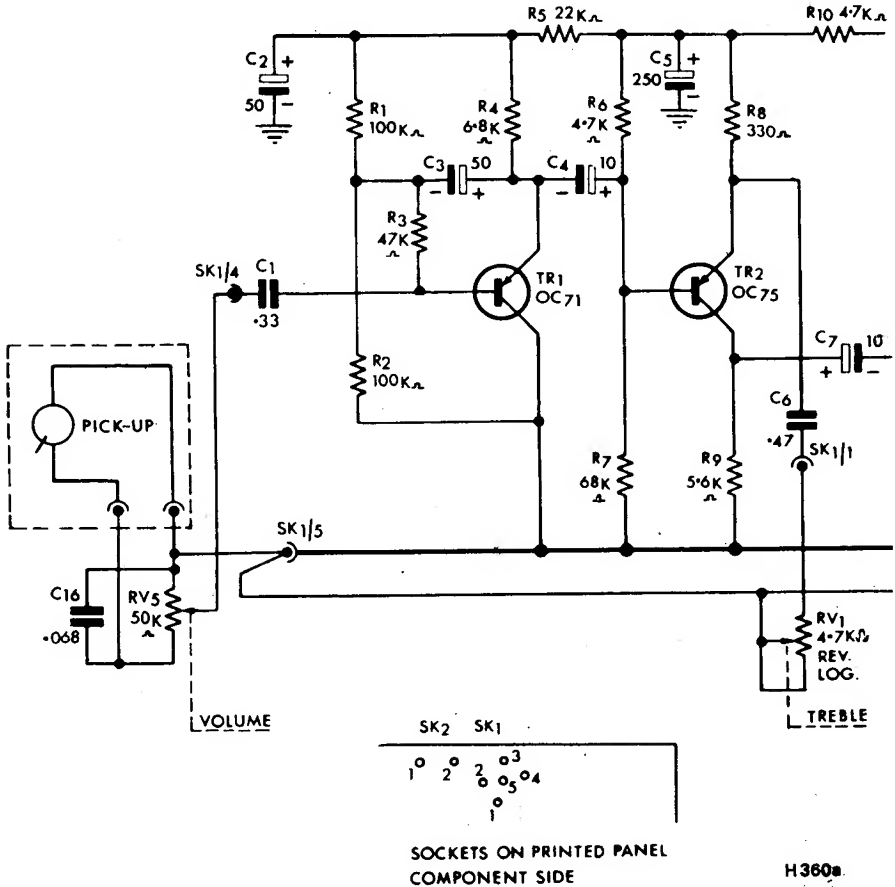 R5 22KΩ
R10 4·7KΩ
C2 +
50 -
R1
100KΩ
R4
6·8K
Ω
R6
4·7K
Ω
C5 +
250 -
R8
330Ω
C3 50
- +
C4 10
- +
R3
47K
Ω
SK1/4 C1
·33
TR1
OC71
TR2
OC75
R2
100KΩ
C7 10
+ -
PICK-UP
C6
·47
SK1/1
R7
68K
Ω
R9
5·6K
Ω
SK1/5
C16
·068
RV5
50K
Ω
RV1
4·7KΩ
REV.
LOG.
VOLUME
TREBLE
SK2 SK1
1 2 2 3
5 4
1
SOCKETS ON PRINTED PANEL
COMPONENT SIDE
H360a